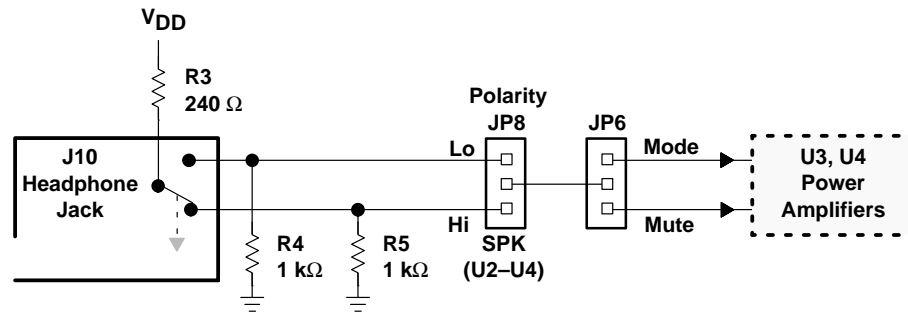 VDD
R3
240 Ω
J10
Headphone
Jack
Lo
Hi
R4
1 kΩ
R5
1 kΩ
Polarity
JP8
SPK
(U2–U4)
JP6
Mode
Mute
U3, U4
Power
Amplifiers